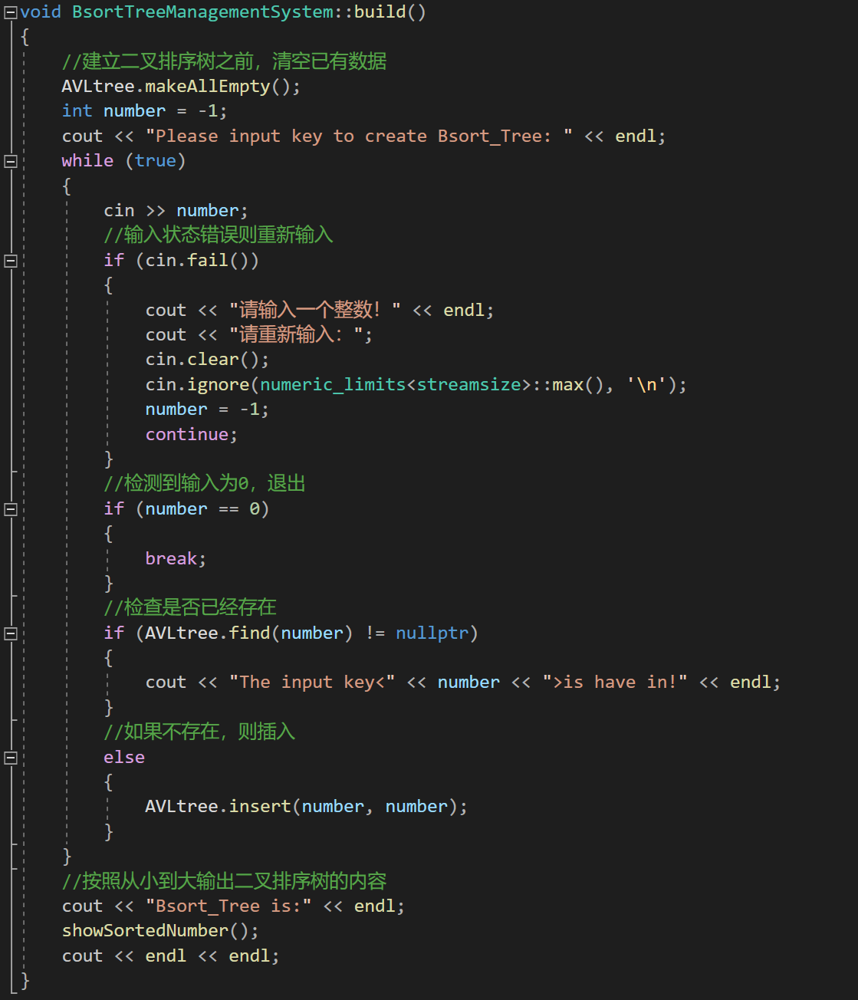 void BsortTreeManagementSystem::build()
{
//建立二叉排序树之前，清空已有数据
AVLtree.makeAllEmpty();
int number = -1;
cout << "Please input key to create Bsort_Tree: " << endl;
while (true)
{
cin >> number;
//输入状态错误则重新输入
if (cin.fail())
{
cout << "请输入一个整数！" << endl;
cout << "请重新输入：";
cin.clear();
cin.ignore(numeric_limits<streamsize>::max(), '\n');
number = -1;
continue;
}
//检测到输入为0，退出
if (number == 0)
{
break;
}
//检查是否已经存在
if (AVLtree.find(number) != nullptr)
{
cout << "The input key<" << number << ">is have in!" << endl;
}
//如果不存在，则插入
else
{
AVLtree.insert(number, number);
}
}
//按照从小到大输出二叉排序树的内容
cout << "Bsort_Tree is:" << endl;
showSortedNumber();
cout << endl << endl;
}